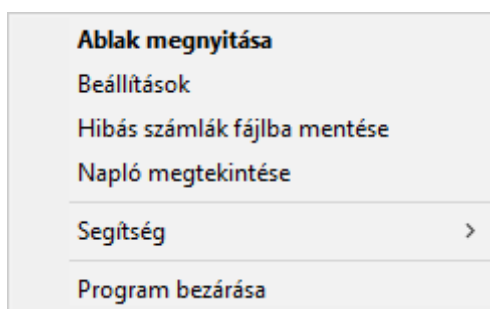 Ablak megnyitása
Beállítások
Hibás számlák fájlba mentése
Napló megtekintése
Segítség
Program bezárása